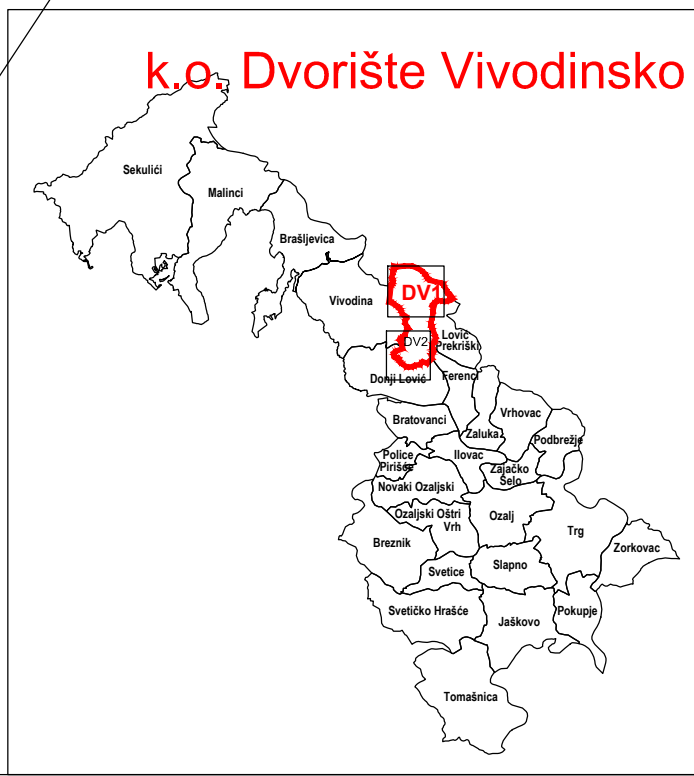 k.o. Dvorište Vivodinsko
Sekulići
Malinci
Brašljevica
Vivodina
DV1
DV2
Lović
Prekriški
Donji Lović
Ferenci
Bratovanci
Vrhovac
Zaluka
Podbrežje
Police
Pirišće
Ilovac
Zajačko
Selo
Novaki Ozaljski
Ozaljski Oštri
Vrh
Ozalj
Trg
Breznik
Zorkovac
Svetice
Slapno
Svetičko Hrašće
Jaškovo
Pokupje
Tomašnica